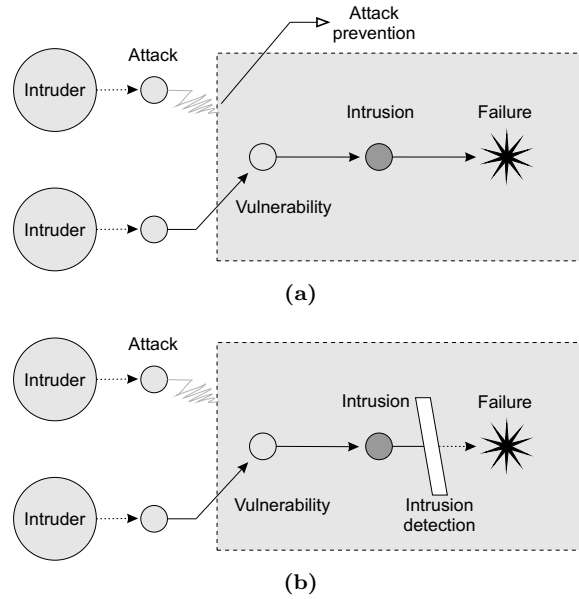 Attack
prevention
Attack
Intruder
Intrusion
Failure
Vulnerability
Intruder
(a)
Attack
Intruder
Intrusion
Failure
Vulnerability
Intrusion
detection
Intruder
(b)